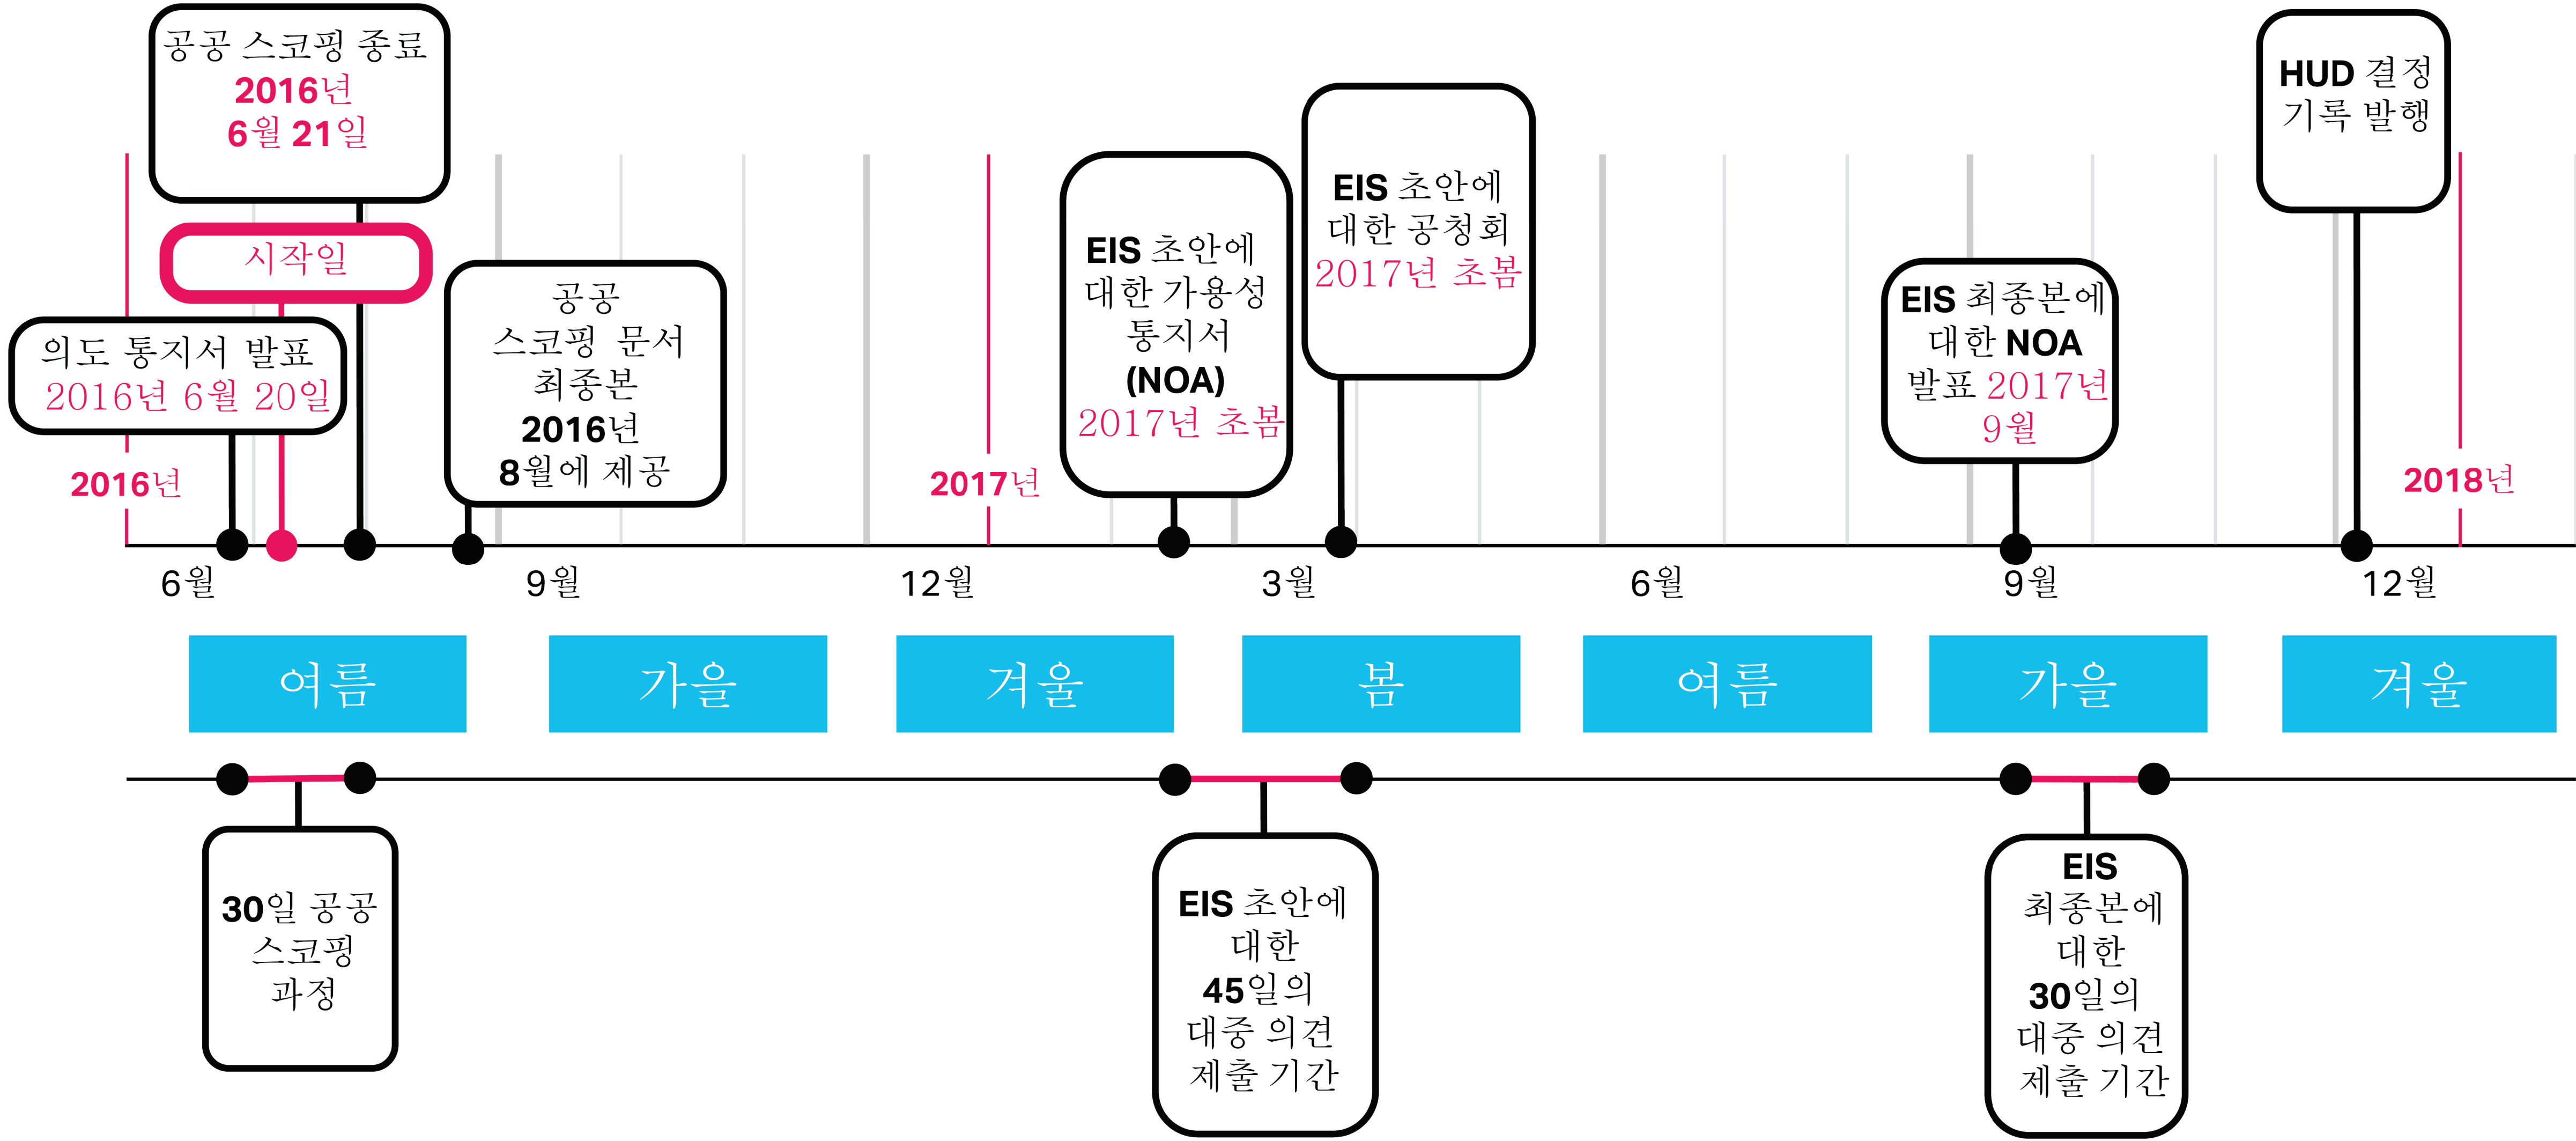 공공 스코핑 종료
2016년
6월 21일
시작일
의도 통지서 발표
2016년 6월 20일
공공
스코핑 문서
최종본
2016년
8월에 제공
EIS 초안에
대한 가용성
통지서
(NOA)
2017년 초봄
EIS 초안에
대한 공청회
2017년 초봄
EIS 최종본에
대한 NOA
발표 2017년
9월
HUD 결정
기록 발행
2016년
2017년
2018년
6월
9월
12월
3월
6월
9월
12월
여름
가을
겨울
봄
여름
가을
겨울
30일 공공
스코핑
과정
EIS 초안에
대한
45일의
대중 의견
제출 기간
EIS
최종본에
대한
30일의
대중 의견
제출 기간